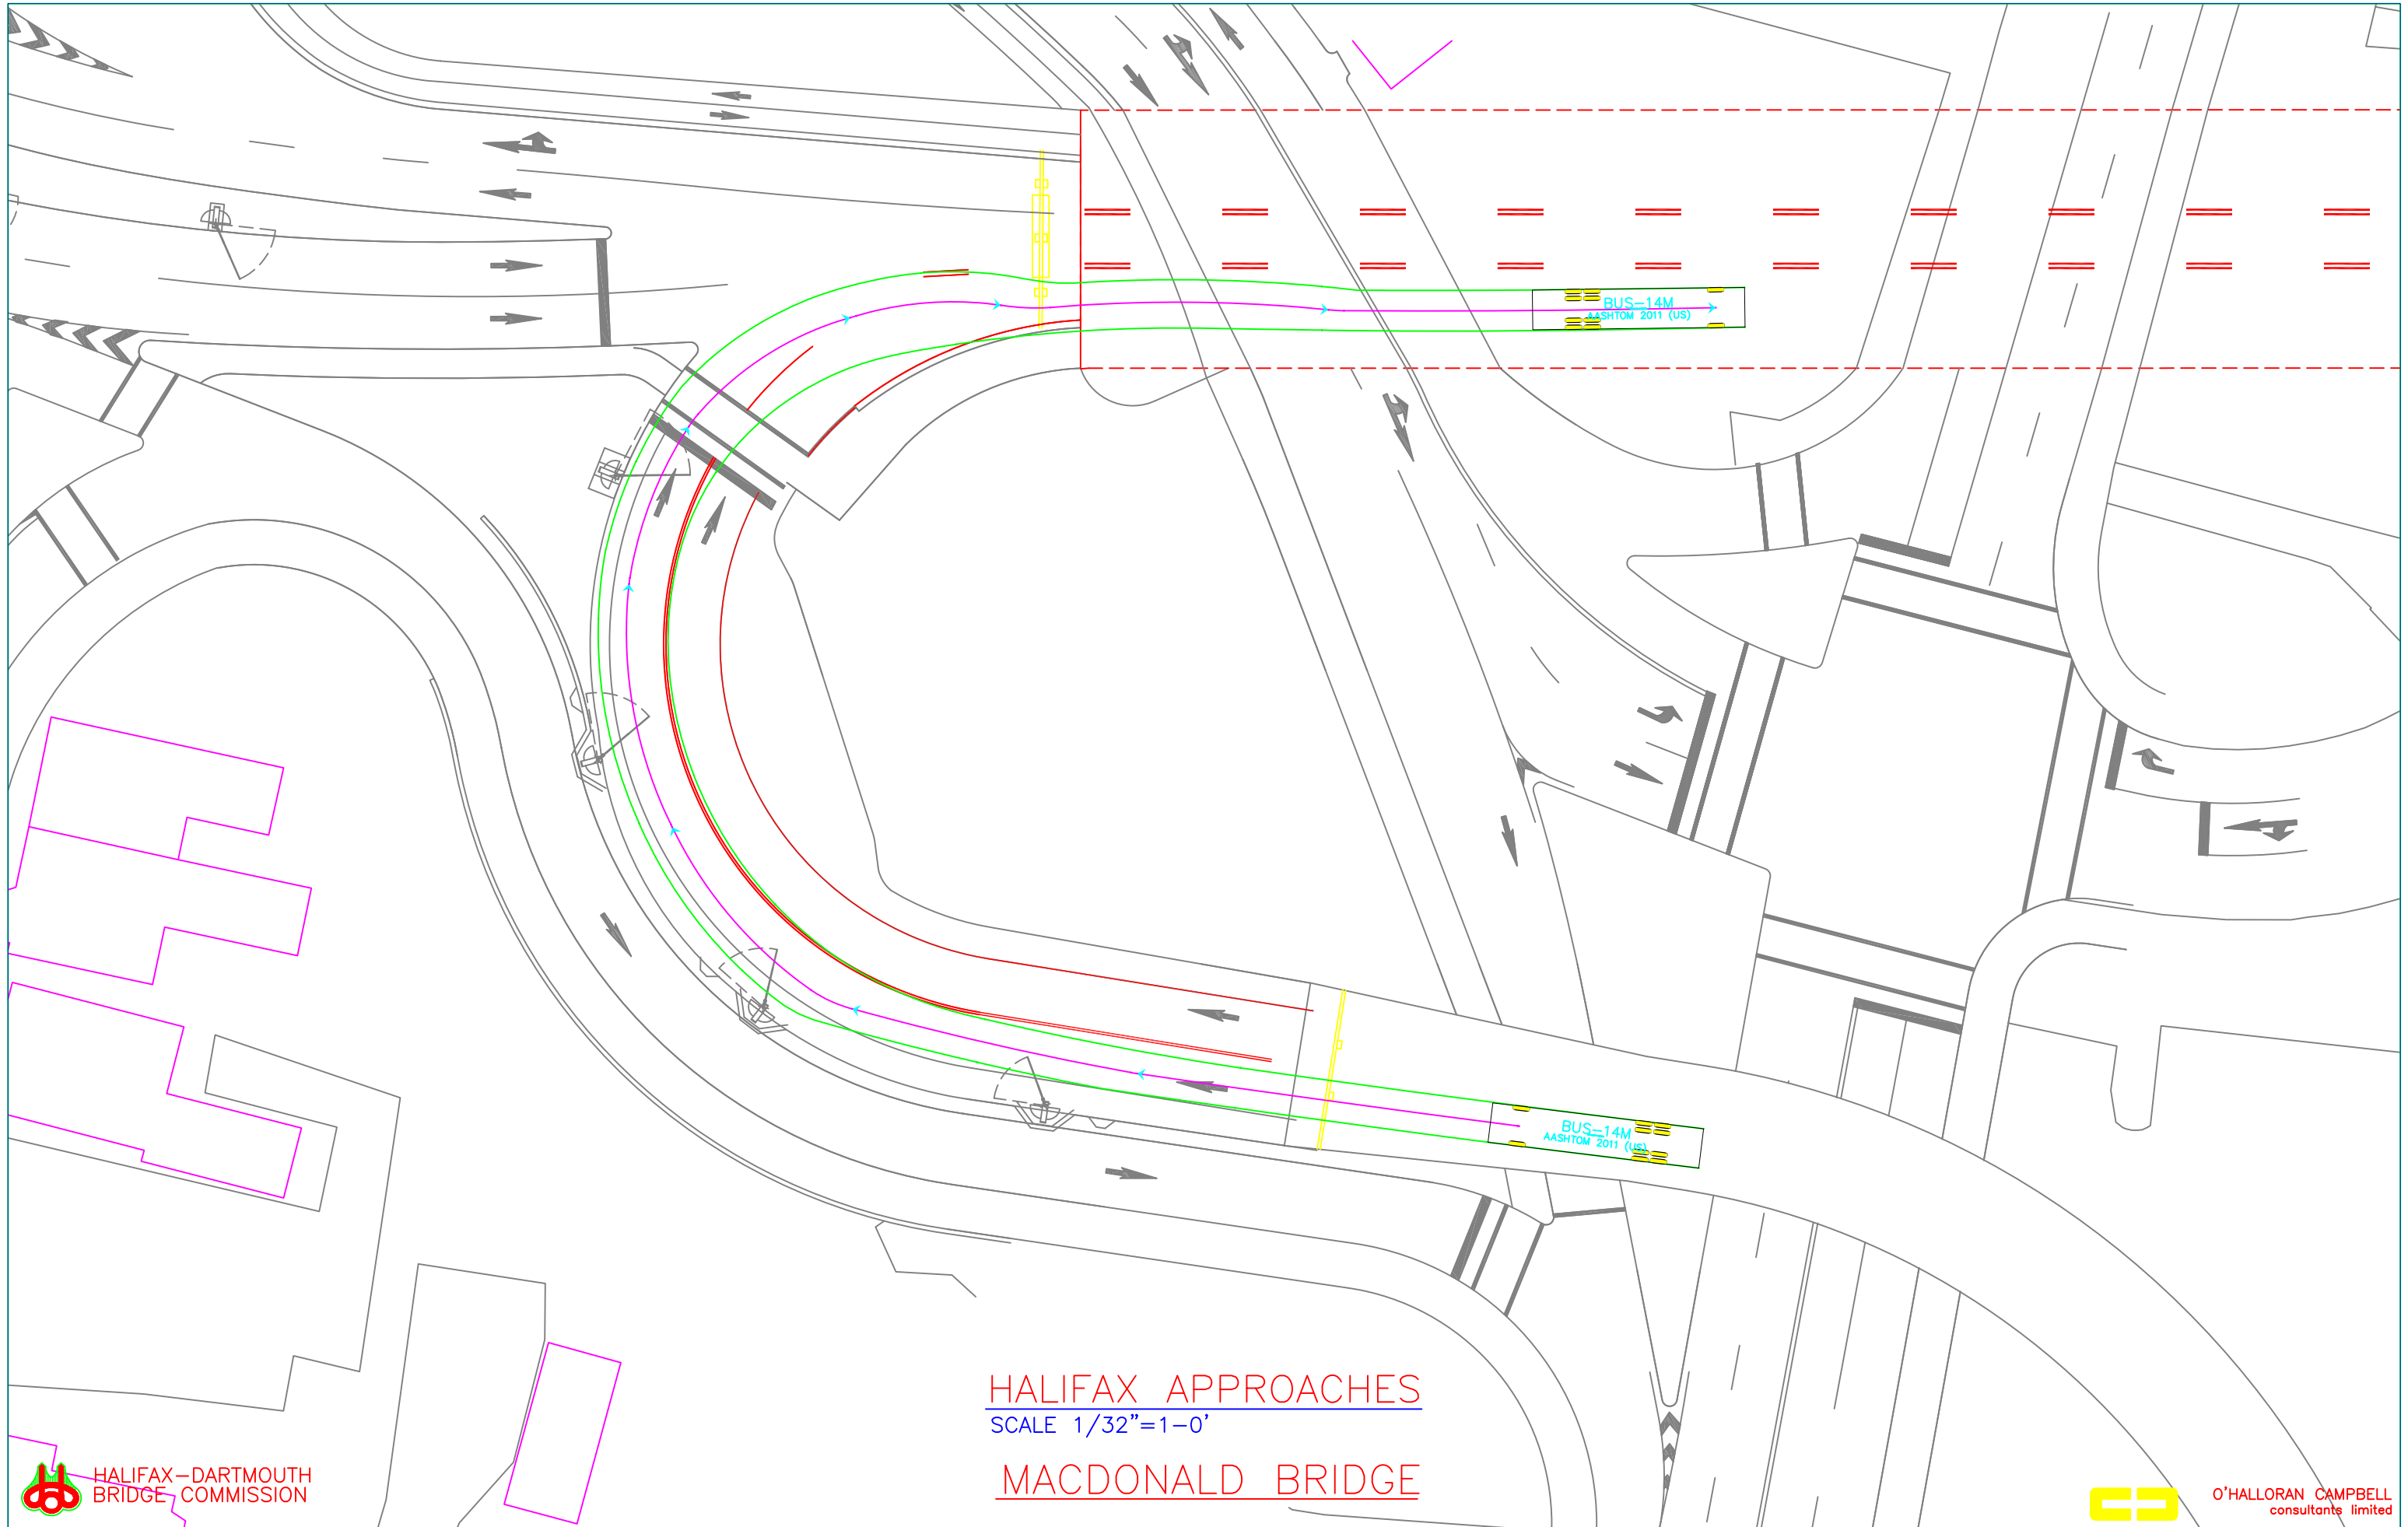 BUS-14M
AASHTOM 2011 (US)
BUS-14M
AASHTOM 2011 (US)
HALIFAX APPROACHES
SCALE 1/32"=1-0'
MACDONALD BRIDGE
HALIFAX-DARTMOUTH
BRIDGE COMMISSION
O'HALLORAN CAMPBELL
consultants limited